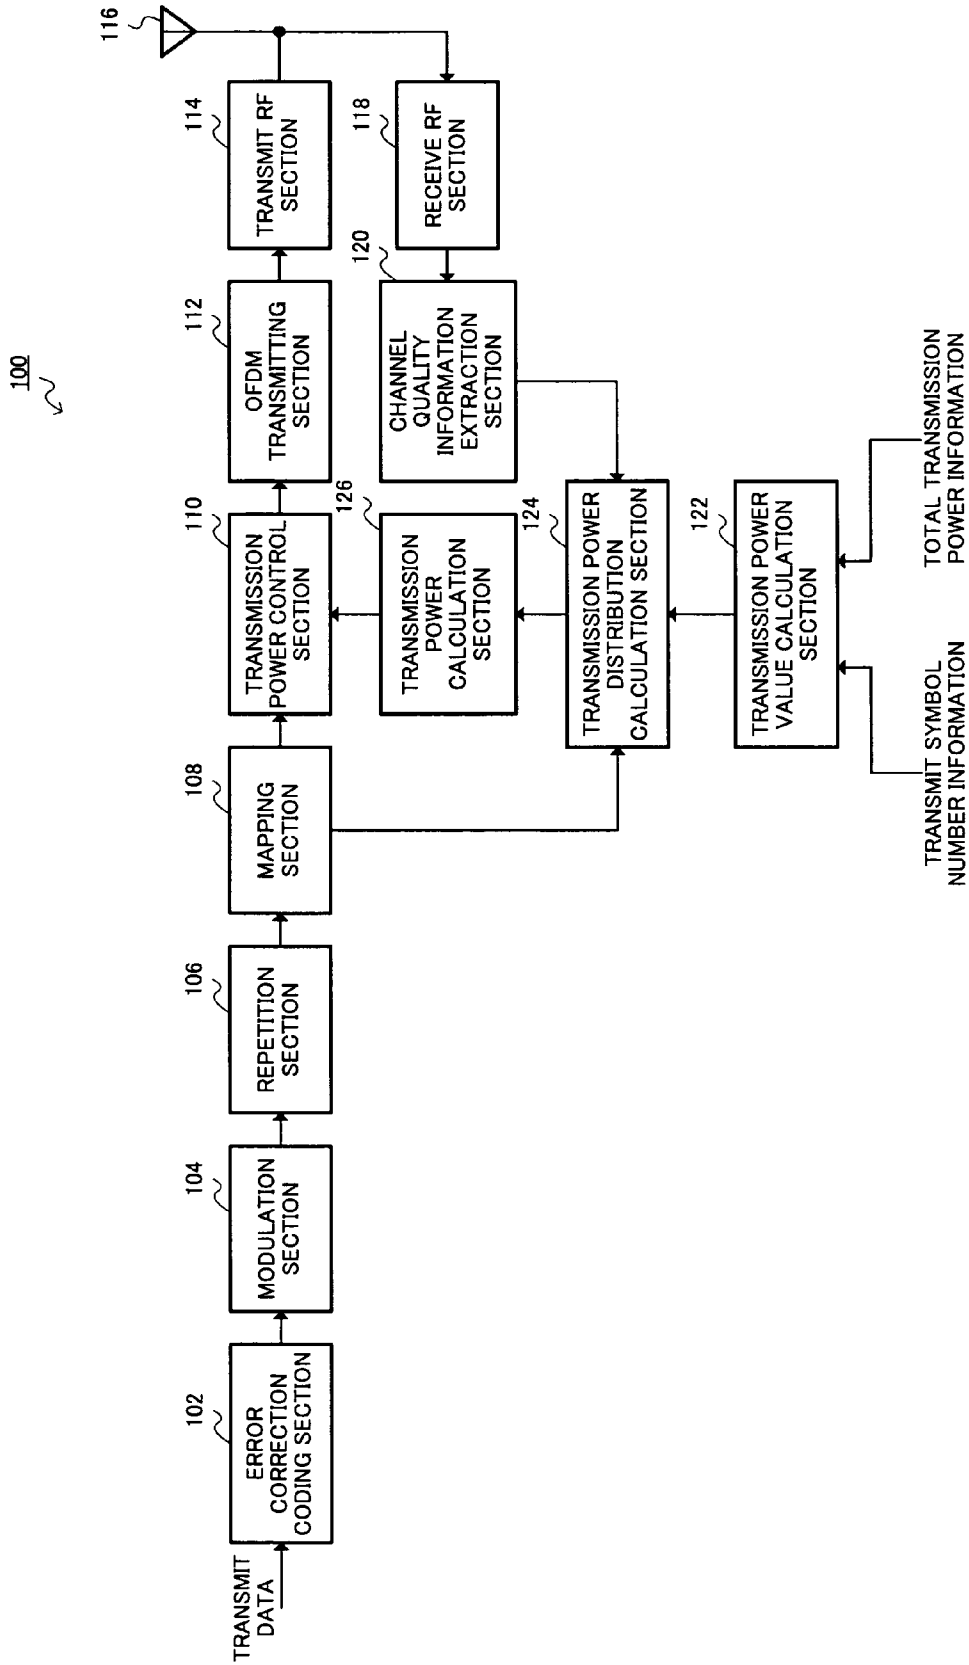 100
TRANSMIT
DATA
102
ERROR
CORRECTION
CODING SECTION
104
MODULATION
SECTION
106
REPETITION
SECTION
108
MAPPING
SECTION
110
TRANSMISSION
POWER CONTROL
SECTION
112
OFDM
TRANSMITTING
SECTION
114
TRANSMIT RF
SECTION
116
118
RECEIVE RF
SECTION
120
CHANNEL
QUALITY
INFORMATION
EXTRACTION
SECTION
126
TRANSMISSION
POWER
CALCULATION
SECTION
124
TRANSMISSION POWER
DISTRIBUTION
CALCULATION SECTION
122
TRANSMISSION POWER
VALUE CALCULATION
SECTION
TRANSMIT SYMBOL
NUMBER INFORMATION
TOTAL TRANSMISSION
POWER INFORMATION